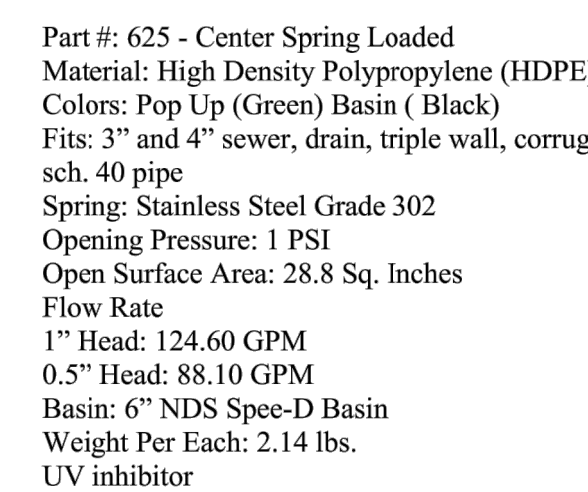 Part #: 625 - Center Spring Loaded
Material: High Density Polypropylene (HDPE
Colors: Pop Up (Green) Basin ( Black)
Fits: 3” and 4” sewer, drain, triple wall, corrug
sch. 40 pipe
Spring: Stainless Steel Grade 302
Opening Pressure: 1 PSI
Open Surface Area: 28.8 Sq. Inches
Flow Rate
1” Head: 124.60 GPM
0.5” Head: 88.10 GPM
Basin: 6” NDS Spee-D Basin
Weight Per Each: 2.14 lbs.
UV inhibitor